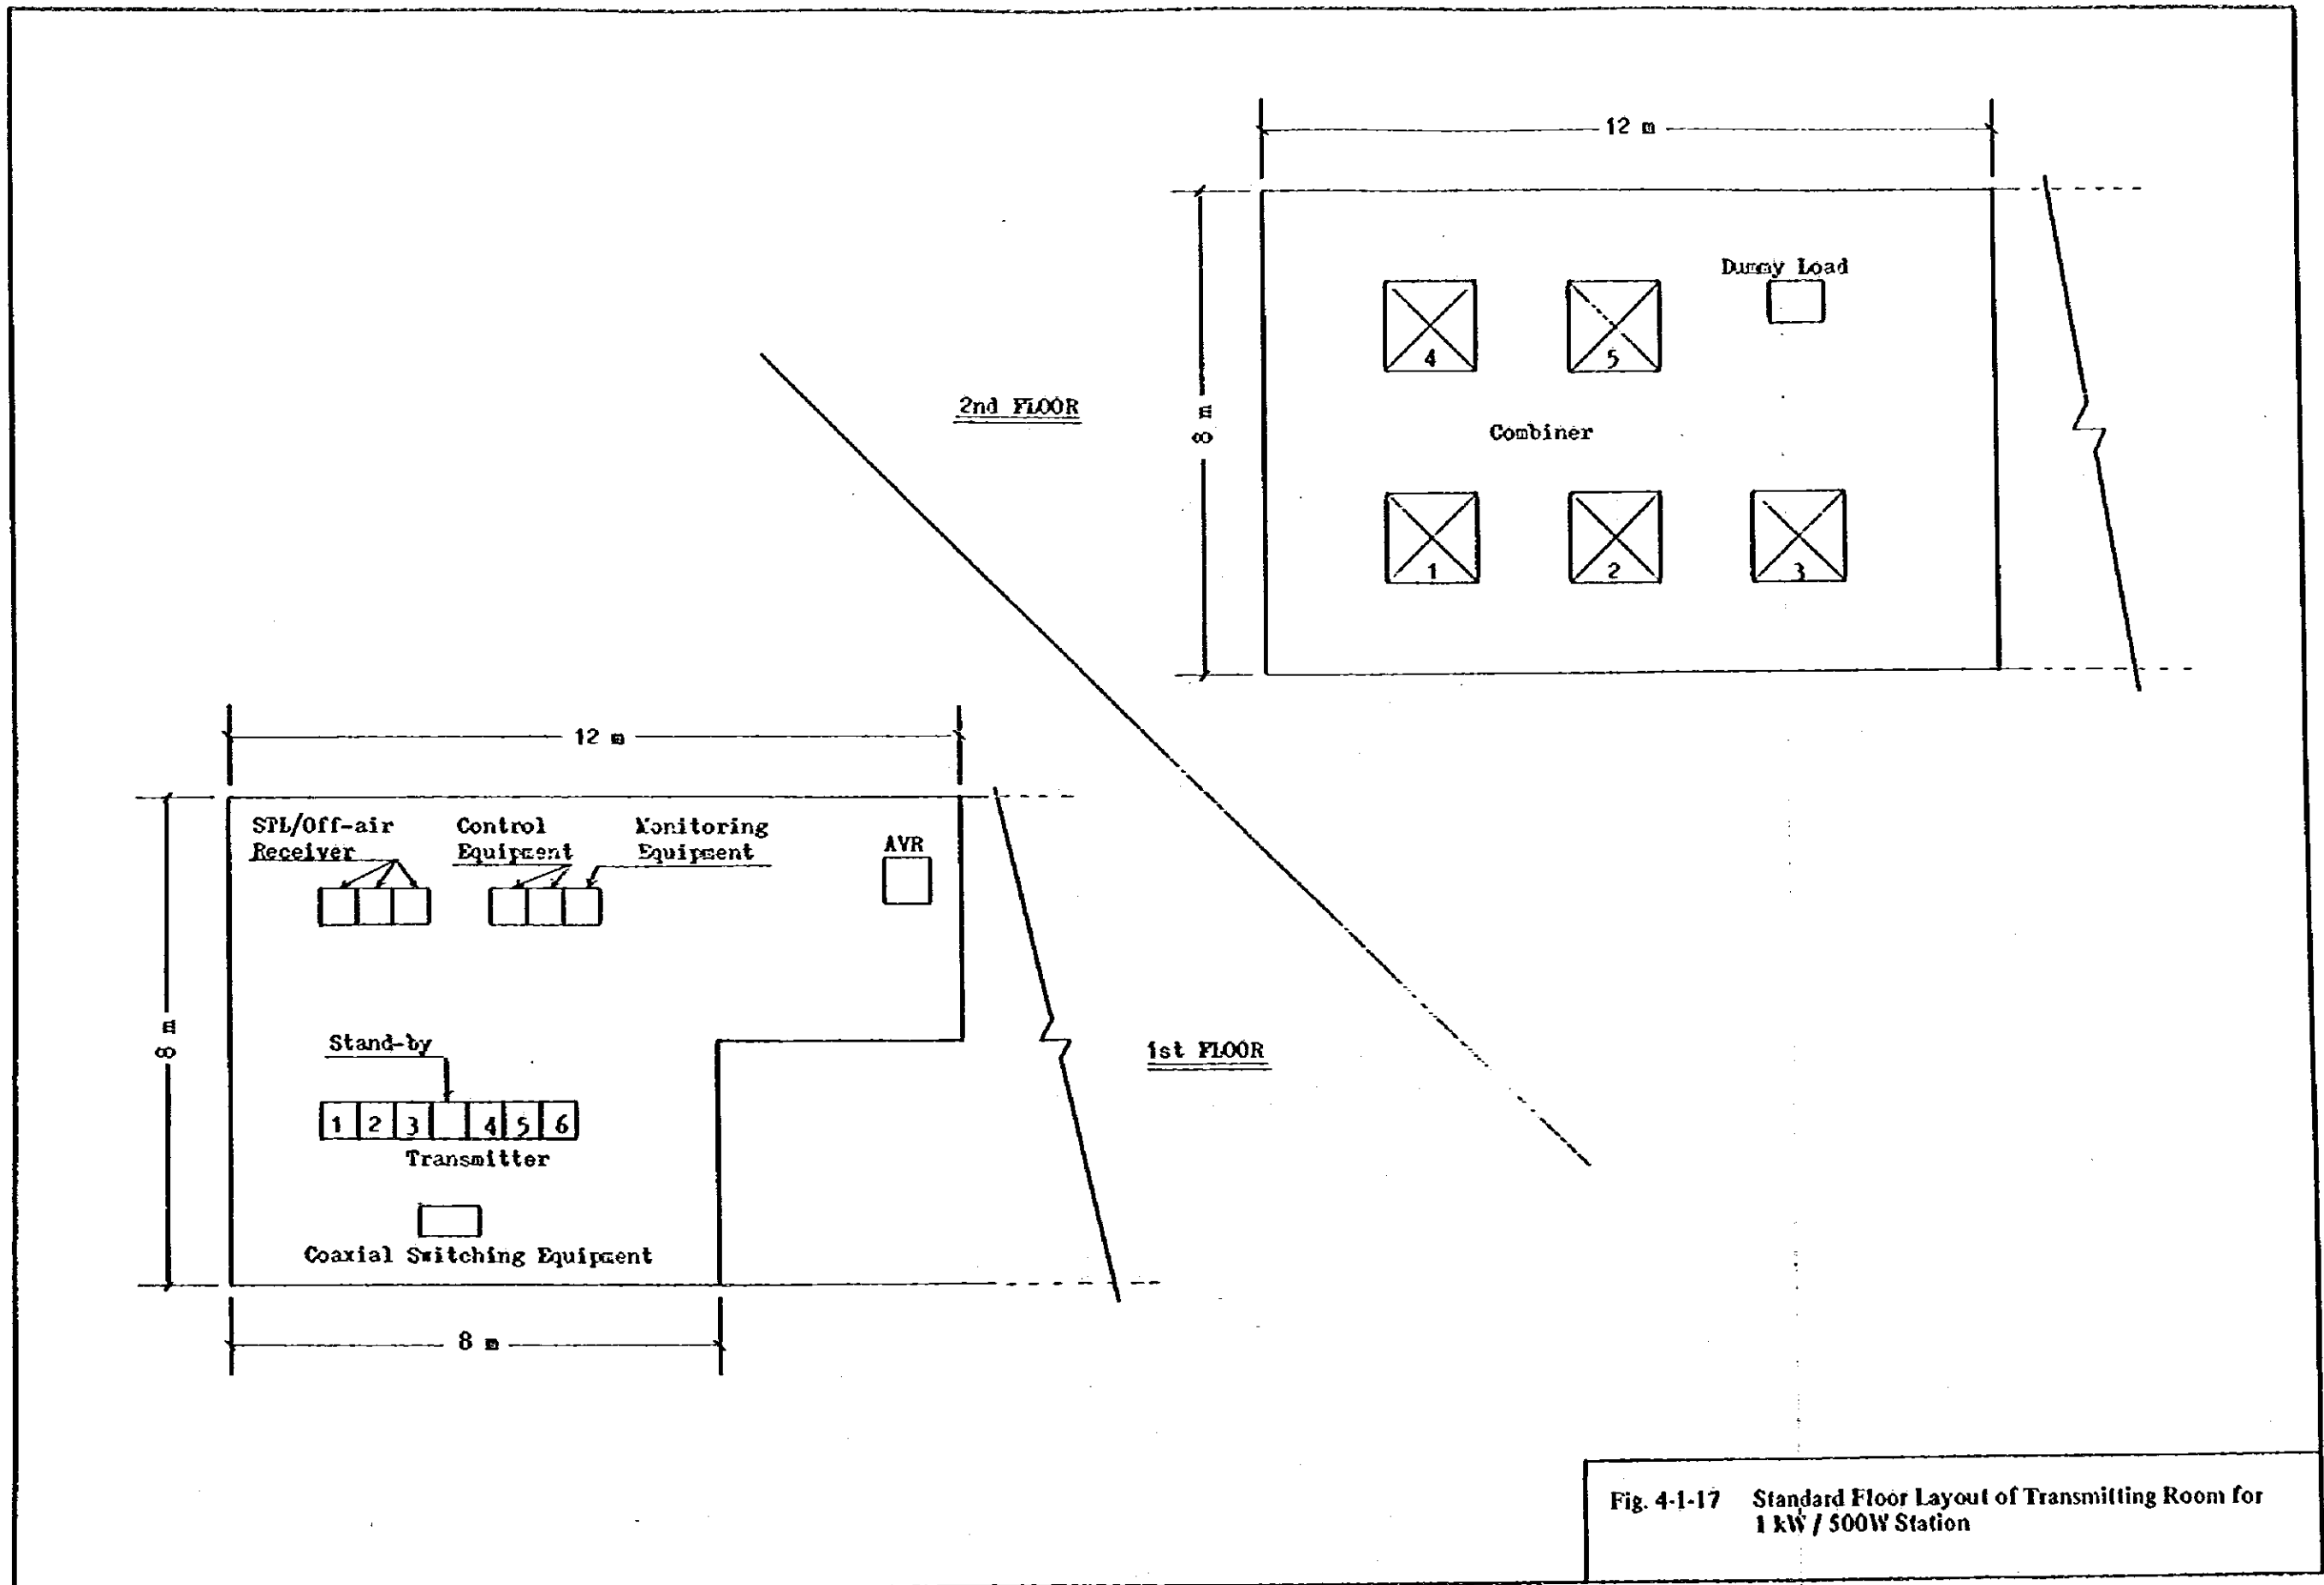 12 m
8 m
Dummy Load
4
5
2nd FLOOR
Combiner
1
2
3
12 m
8 m
STL/Off-air
Receiver
Control
Equipment
Monitoring
Equipment
AVR
Stand-by
1st FLOOR
1 2 3 4 5 6
Transmitter
Coaxial Switching Equipment
8 m
Fig. 4-1-17 Standard Floor Layout of Transmitting Room for
1 kW / 500W Station